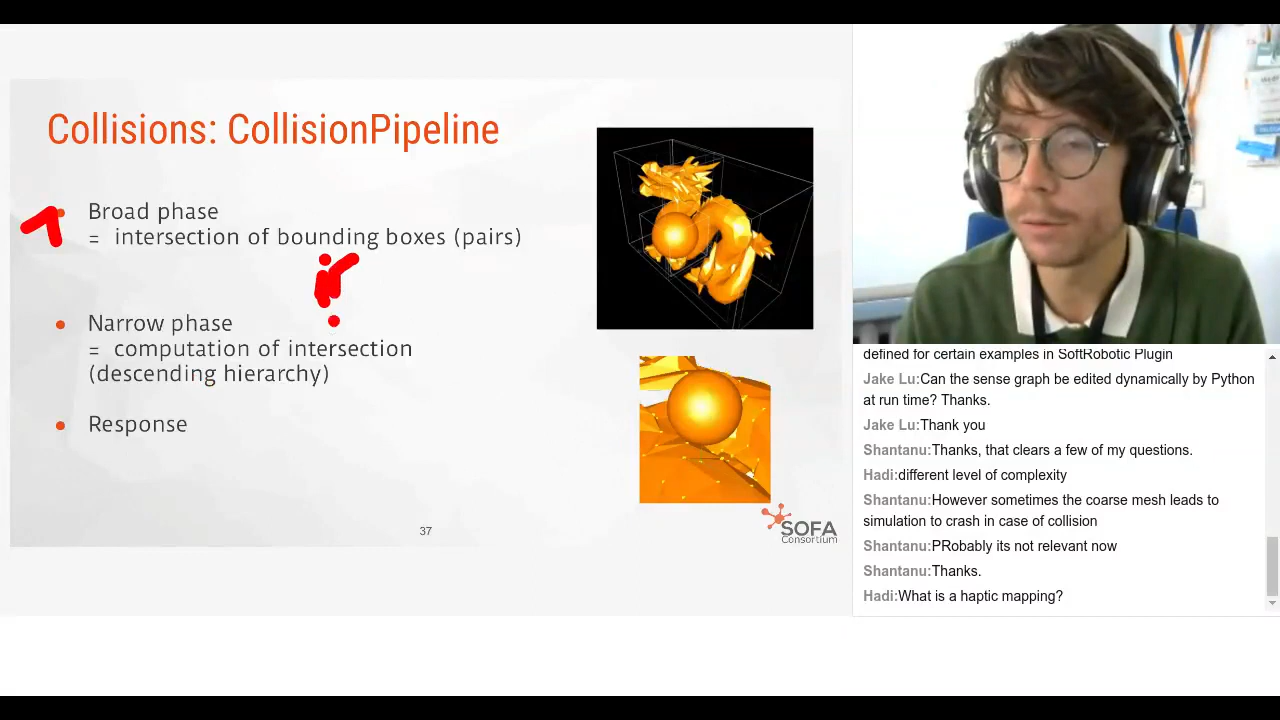 Collisions: CollisionPipeline
Broad phase
= intersection of bounding boxes (pairs)
Narrow phase
= computation of intersection
(descending hierarchy)
Response
37
SOFA
Consortium
defined for certain examples in SoftRobotic Plugin
Jake Lu:Can the sense graph be edited dynamically by Python
at run time? Thanks.
Jake Lu:Thank you
Shantanu:Thanks, that clears a few of my questions.
Hadi:different level of complexity
Shantanu:However sometimes the coarse mesh leads to
simulation to crash in case of collision
Shantanu:PRobably its not relevant now
Shantanu:Thanks.
Hadi:What is a haptic mapping?